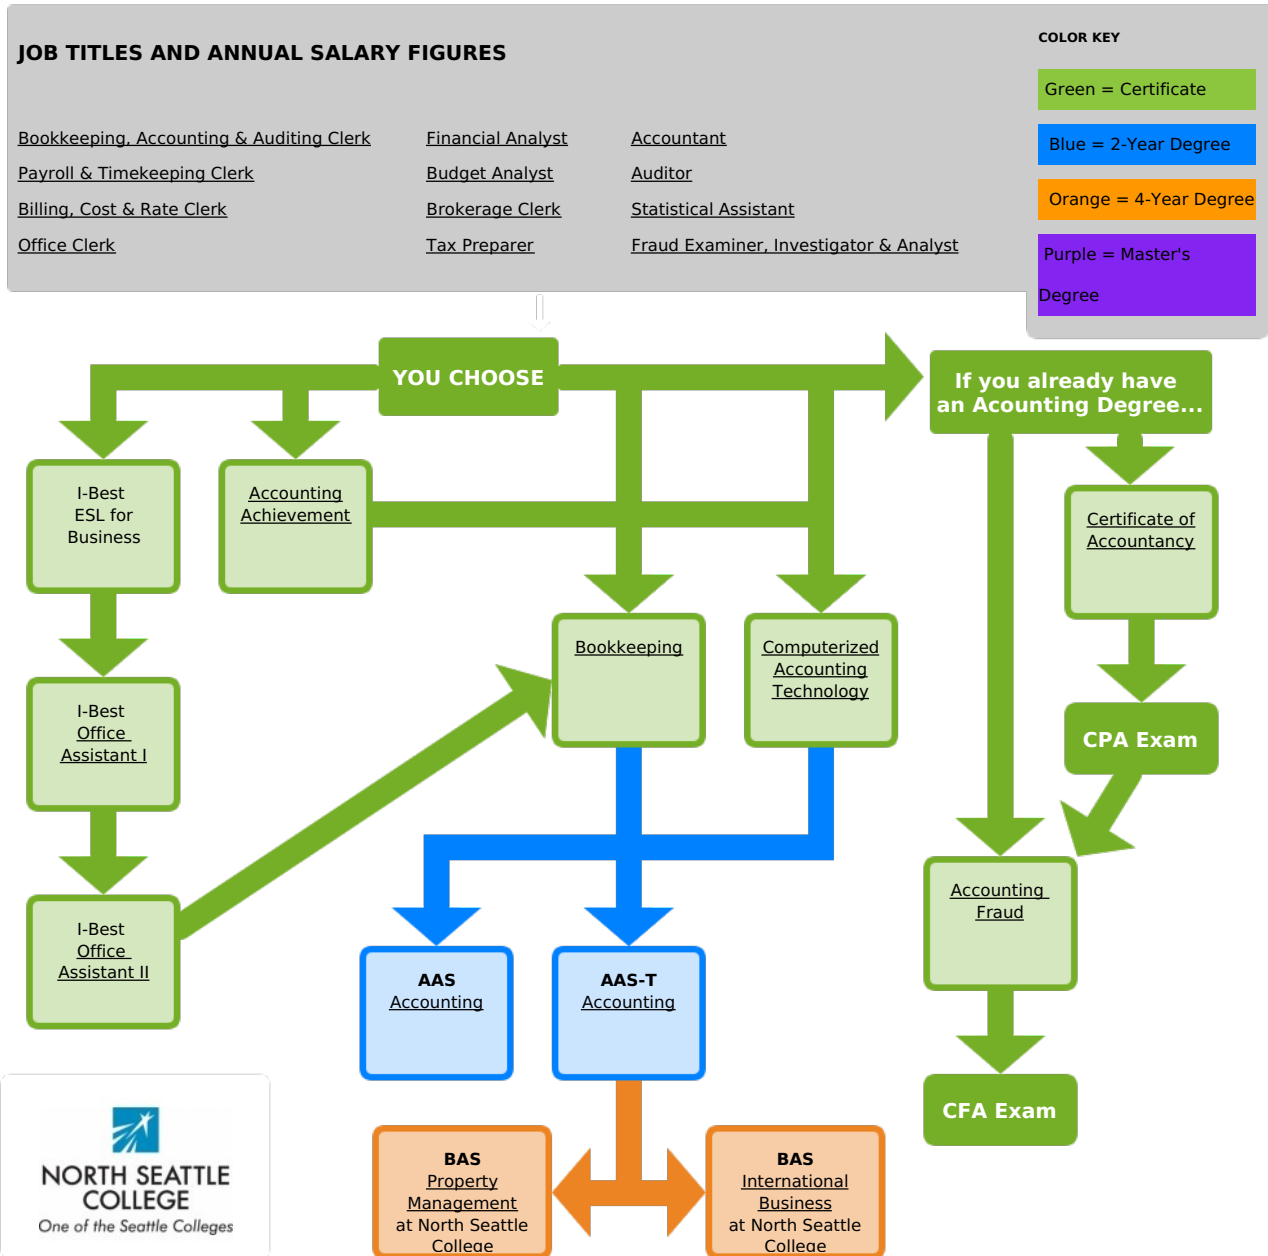 JOB TITLES AND ANNUAL SALARY FIGURES
Bookkeeping, Accounting & Auditing Clerk
Payroll & Timekeeping Clerk
Billing, Cost & Rate Clerk
Office Clerk
Financial Analyst
Budget Analyst
Brokerage Clerk
Tax Preparer
Accountant
Auditor
Statistical Assistant
Fraud Examiner, Investigator & Analyst
COLOR KEY
Green = Certificate
Blue = 2-Year Degree
Orange = 4-Year Degree
Purple = Master's
Degree
YOU CHOOSE
If you already have
an Acounting Degree...
I-Best
ESL for
Business
Accounting
Achievement
Certificate of
Accountancy
Bookkeeping
Computerized
Accounting
Technology
I-Best
Office
Assistant I
CPA Exam
I-Best
Office
Assistant II
Accounting
Fraud
AAS
Accounting
AAS-T
Accounting
CFA Exam
BAS
Property
Management
at North Seattle
College
BAS
International
Business
at North Seattle
College
NORTH SEATTLE
COLLEGE
One of the Seattle Colleges